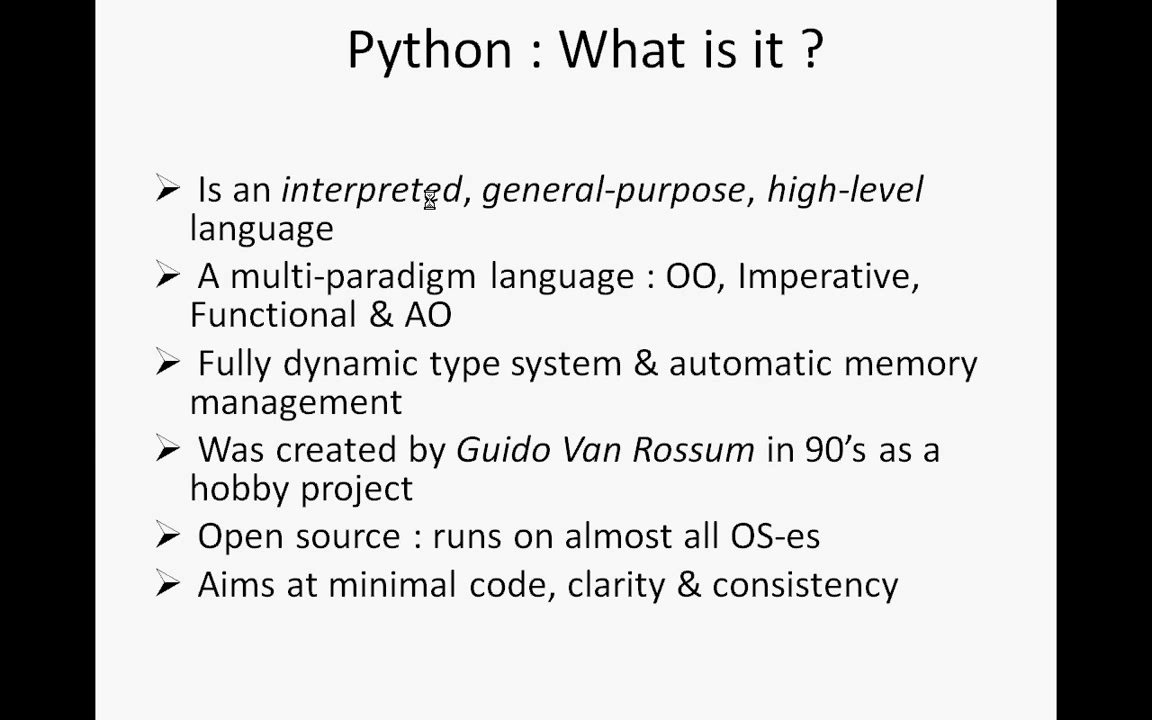 Python : What is it ?
➢ Is an interpreted, general-purpose, high-level
language
➢ A multi-paradigm language : OO, Imperative,
Functional & AO
➢ Fully dynamic type system & automatic memory
management
➢ Was created by Guido Van Rossum in 90’s as a
hobby project
➢ Open source : runs on almost all OS-es
➢ Aims at minimal code, clarity & consistency